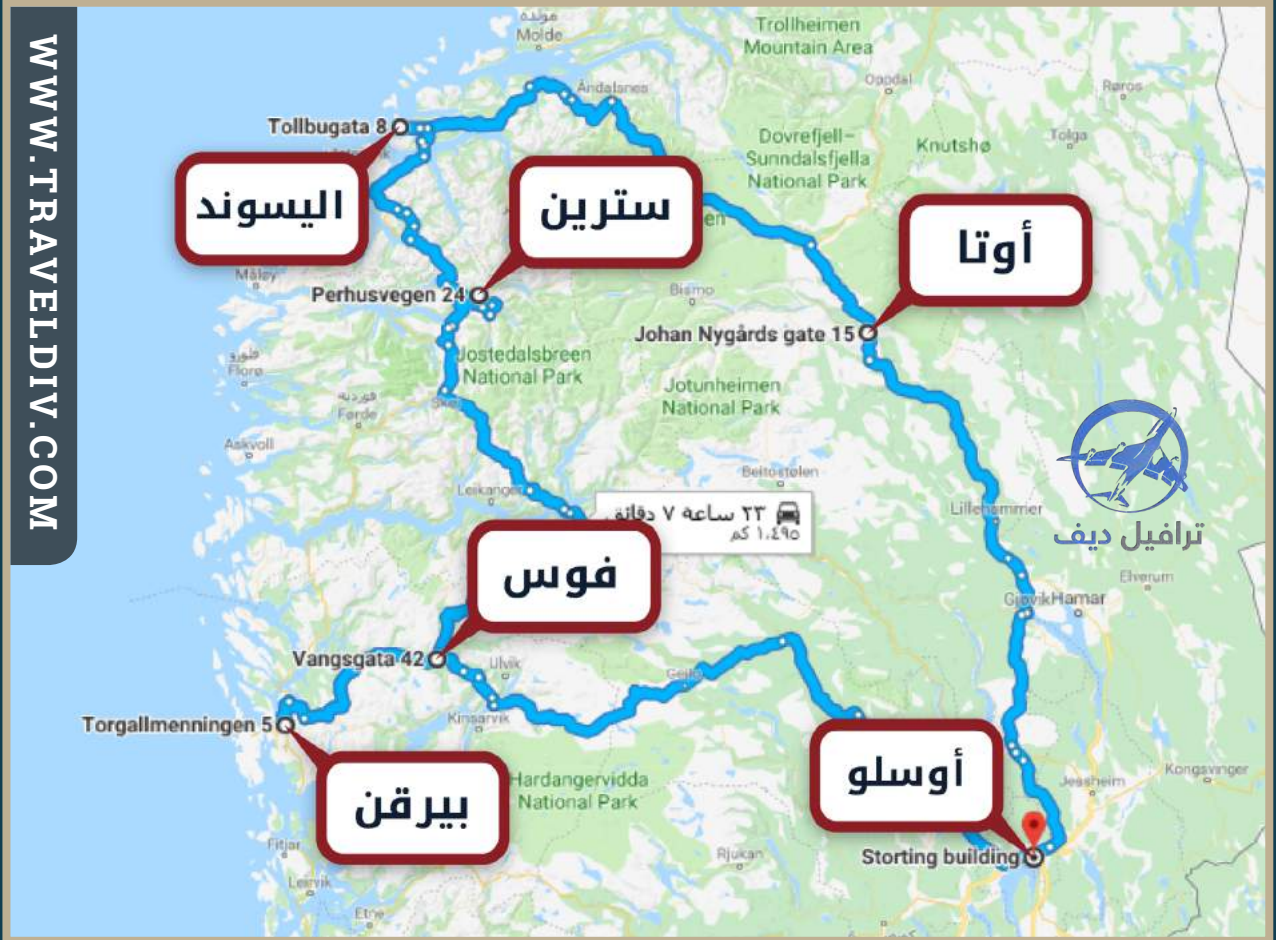 WWW.TRAVELDIV.COM
مولده
Molde
Trollheimen
Mountain Area
Oppdal
Røros
Åndalsnes
Tollbugata 8
اليسوند
سترين
Dovrefjell–
Sunndalsfjella
National Park
Knutshø
Tolga
أوتا
Måløy
Perhusvegen 24
Bismo
Johan Nygårds gate 15
Jostedalsbreen
National Park
Jotunheimen
National Park
فلورو
Florø
فورديه
Førde
Skei
Askvoll
Beitostølen
Leikanger
٢٣ ساعة ٧ دقائق
١،٤٩٥ كم
Lillehammer
ترافيل ديف
فوس
Elverum
Gjøvik
Hamar
Vangsgata 42
Ulvik
Geilo
Torgallmenningen 5
Kinsarvik
بيرقن
Hardangervidda
National Park
أوسلو
Jessheim
Kongsvinger
Fitjar
Rjukan
Storting building
Leirvik
Etne